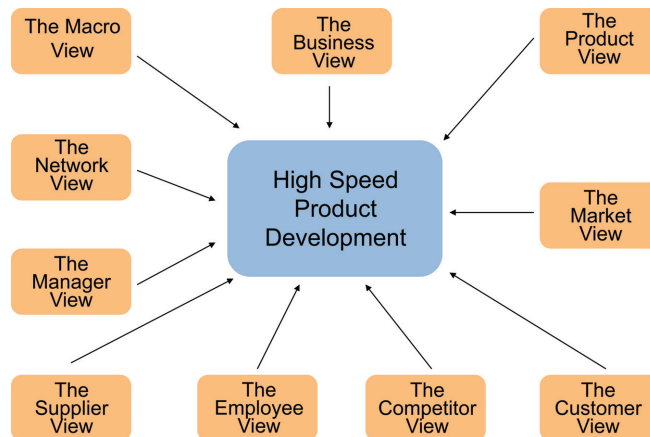 The Macro
View
The
Business
View
The
Product
View
The
Network
View
High Speed
Product
Development
The
Market
View
The
Manager
View
The
Supplier
View
The
Employee
View
The
Competitor
View
The
Customer
View